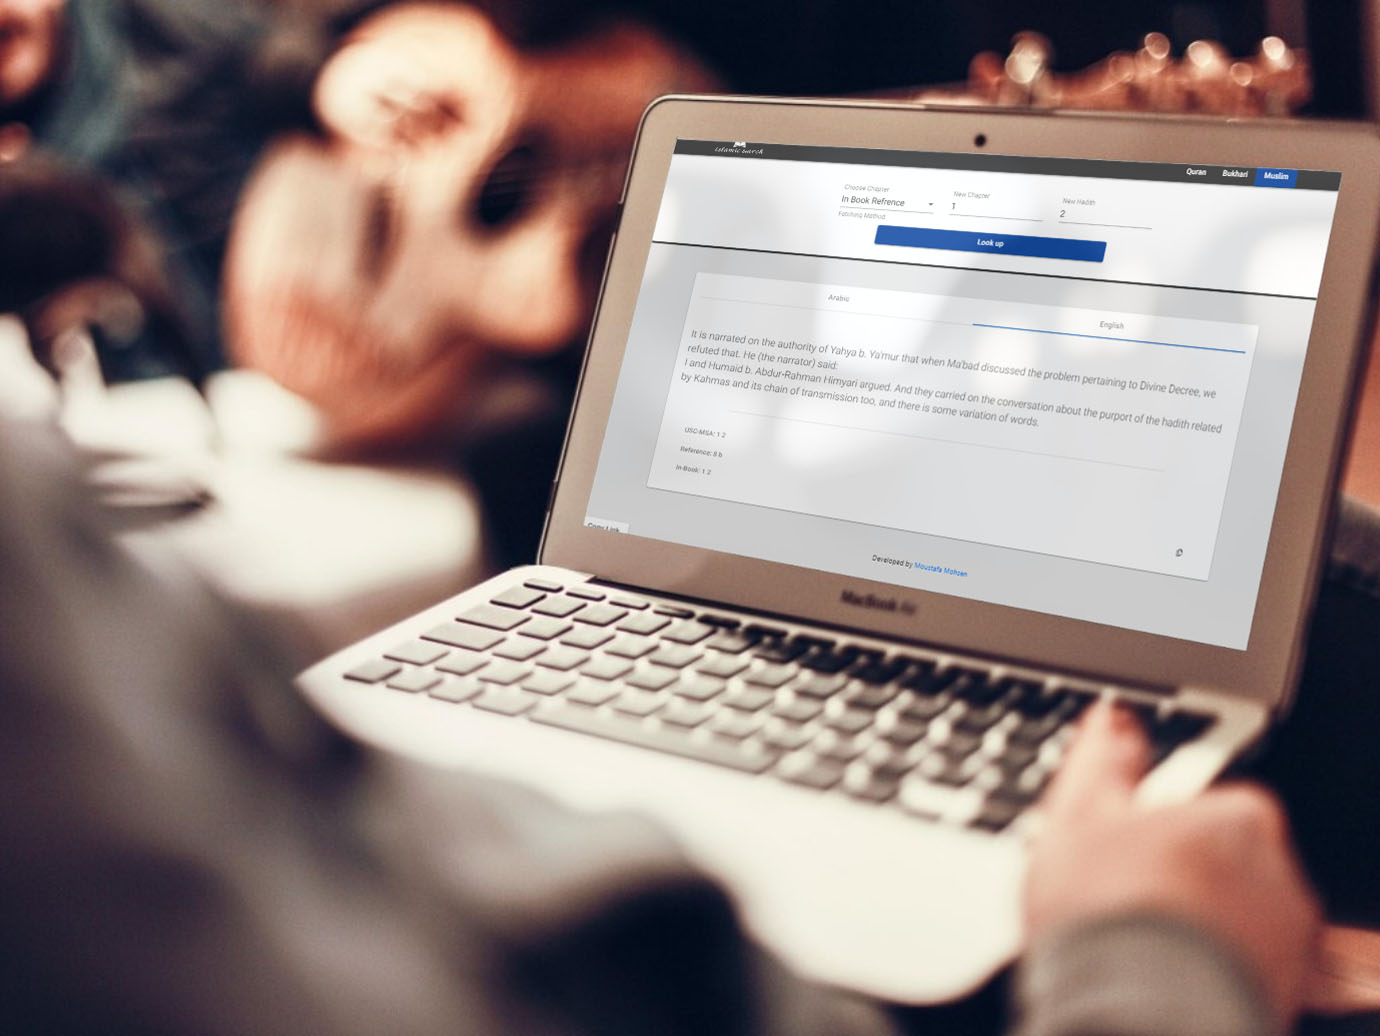 islamic search
Quran Bukhari Muslim
Choose Chapter
In Book Refrence
Fetching Method
New Chapter
1
New Hadith
2
Look up
Arabic
English
It is narrated on the authority of Yahya b. Ya'mur that when Ma'bad discussed the problem pertaining to Divine Decree, we
refuted that. He (the narrator) said:
I and Humaid b. Abdur-Rahman Himyari argued. And they carried on the conversation about the purport of the hadith related
by Kahmas and its chain of transmission too, and there is some variation of words.
USC-MSA: 1 2
Reference: 8 b
In-Book: 1 2
Copy Link
Developed by Moustafa Mohsen
MacBook Air